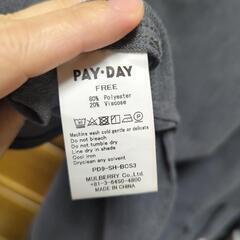 PAY·DAY
FREE
80% Polyester
20% Viscose
Machine wash cold gentle or delicate
Do not bleach
Do not tumble dry
Line dry in shade
Cool iron
Dryclean any solvent
PD9-SH-BOS3
MULBERRY Co.,Ltd.
+81-3-6450-4800
MADE IN CHINA